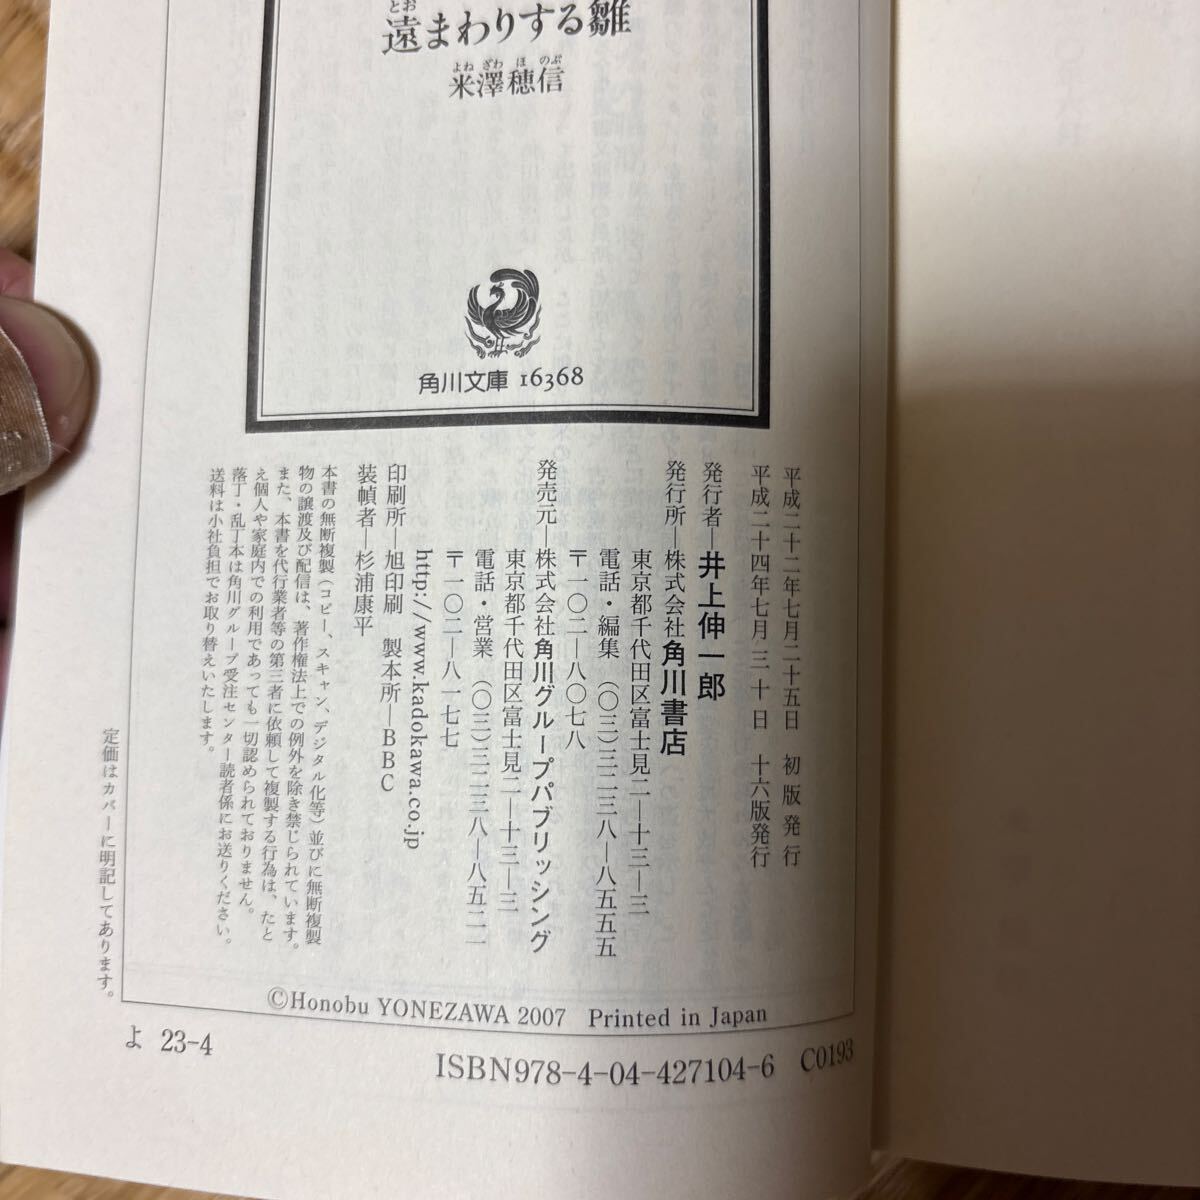 とお
遠まわりする雛
よねざわほのぶ
米澤穂信
角川文庫 16368
平成二十二年七月二十五日　初版発行
平成二十四年七月三十日　十六版発行
発行者―井上伸一郎
発行所―株式会社角川書店
東京都千代田区富士見二―十三―三
電話・編集（〇三）三二三八―八五五五
〒一〇二―八〇七八
発売元―株式会社角川グループパブリッシング
東京都千代田区富士見二―十三―三
電話・営業（〇三）三二三八―八五二一
〒一〇二―八一七七
http://www.kadokawa.co.jp
印刷所―旭印刷　製本所―BBC
装幀者―杉浦康平
本書の無断複製（コピー、スキャン、デジタル化等）並びに無断複製
物の譲渡及び配信は、著作権法上での例外を除き禁じられています。
また、本書を代行業者等の第三者に依頼して複製する行為は、たと
え個人や家庭内での利用であっても一切認められておりません。
落丁・乱丁本は角川グループ受注センター読者係にお送りください。
送料は小社負担でお取り替えいたします。
定価はカバーに明記してあります。
©Honobu YONEZAWA 2007 Printed in Japan
よ 23-4
ISBN978-4-04-427104-6 C0193